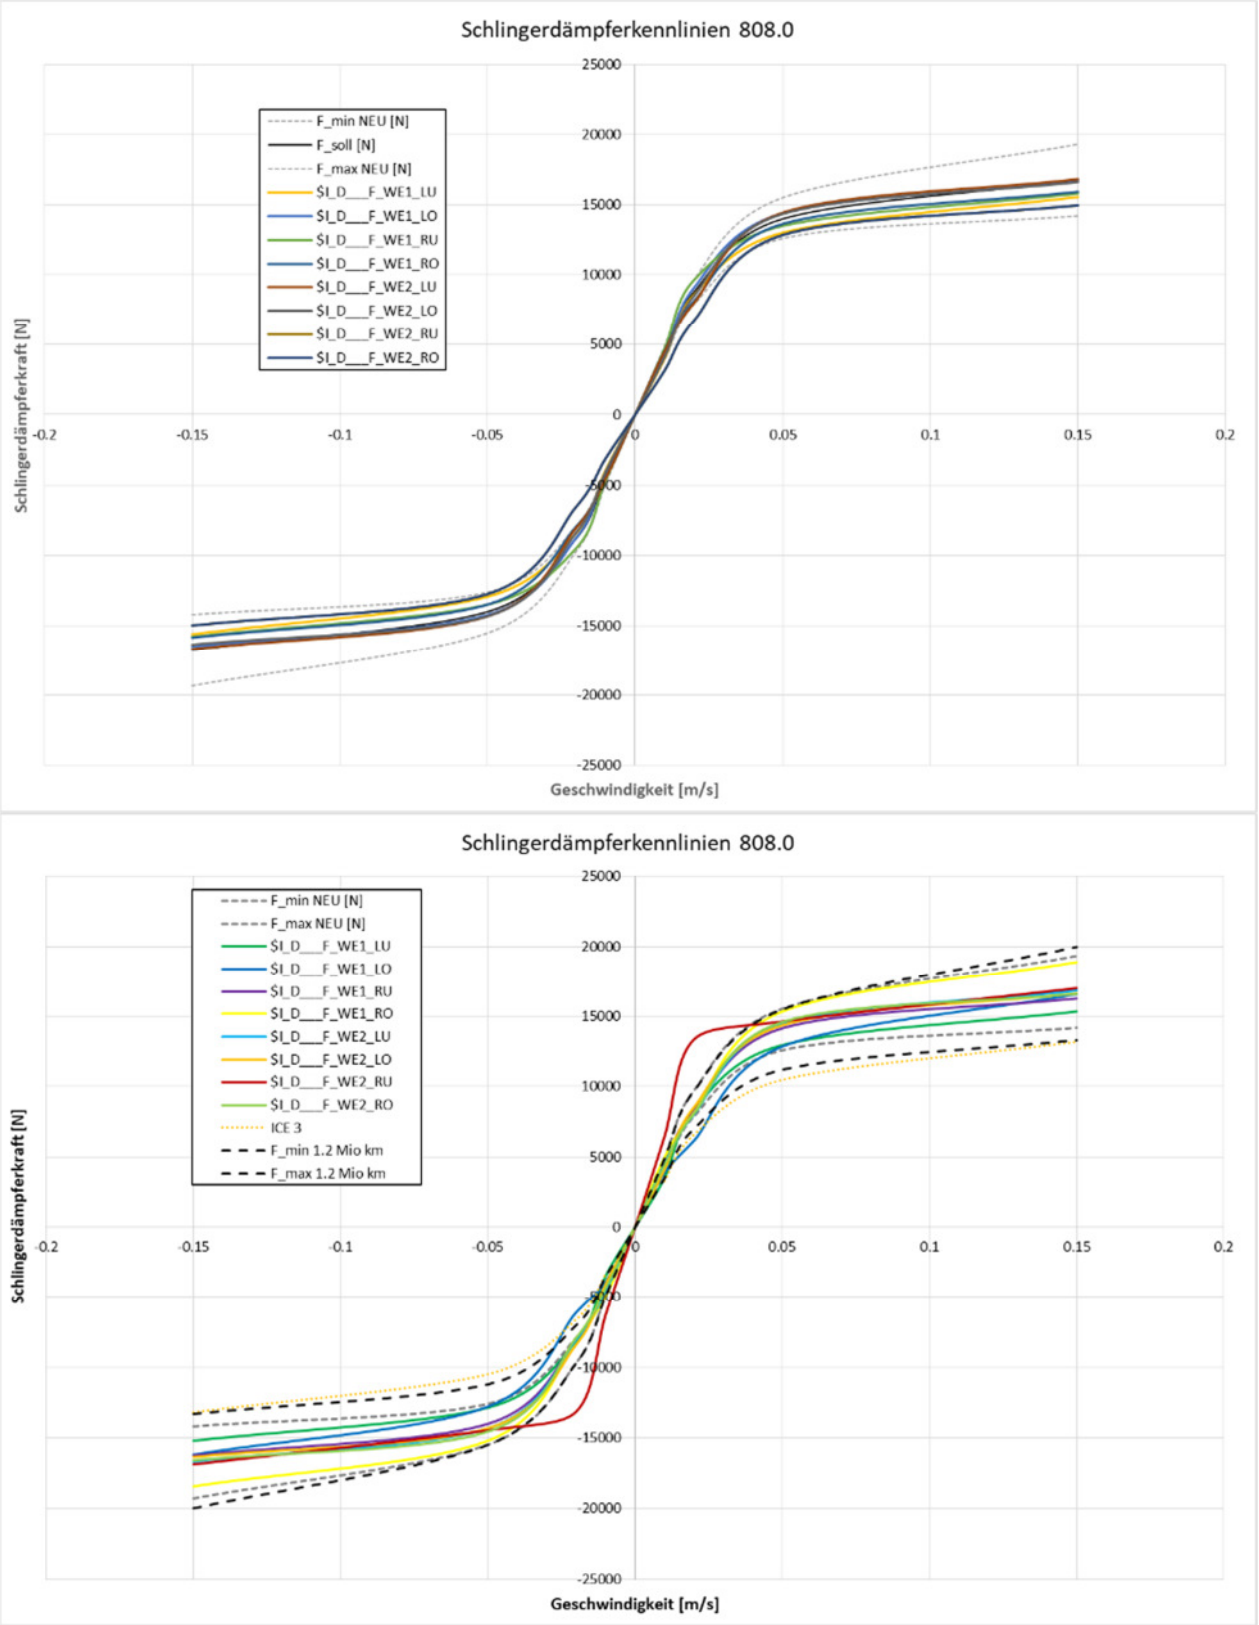 Schlingerdämpferkennlinien 808.0
25000
20000
15000
10000
5000
0
-5000
-10000
-15000
-20000
-25000
-0.2
-0.15
-0.1
-0.05
0
0.05
0.1
0.15
0.2
F_min NEU [N]
F_soll [N]
F_max NEU [N]
$I_D___F_WE1_LU
$I_D___F_WE1_LO
$I_D___F_WE1_RU
$I_D___F_WE1_RO
$I_D___F_WE2_LU
$I_D___F_WE2_LO
$I_D___F_WE2_RU
$I_D___F_WE2_RO
Schlingerdämpferkraft [N]
Geschwindigkeit [m/s]
Schlingerdämpferkennlinien 808.0
25000
20000
15000
10000
5000
0
-5000
-10000
-15000
-20000
-25000
-0.2
-0.15
-0.1
-0.05
0
0.05
0.1
0.15
0.2
F_min NEU [N]
F_max NEU [N]
$I_D___F_WE1_LU
$I_D___F_WE1_LO
$I_D___F_WE1_RU
$I_D___F_WE1_RO
$I_D___F_WE2_LU
$I_D___F_WE2_LO
$I_D___F_WE2_RU
$I_D___F_WE2_RO
ICE 3
F_min 1.2 Mio km
F_max 1.2 Mio km
Schlingerdämpferkraft [N]
Geschwindigkeit [m/s]